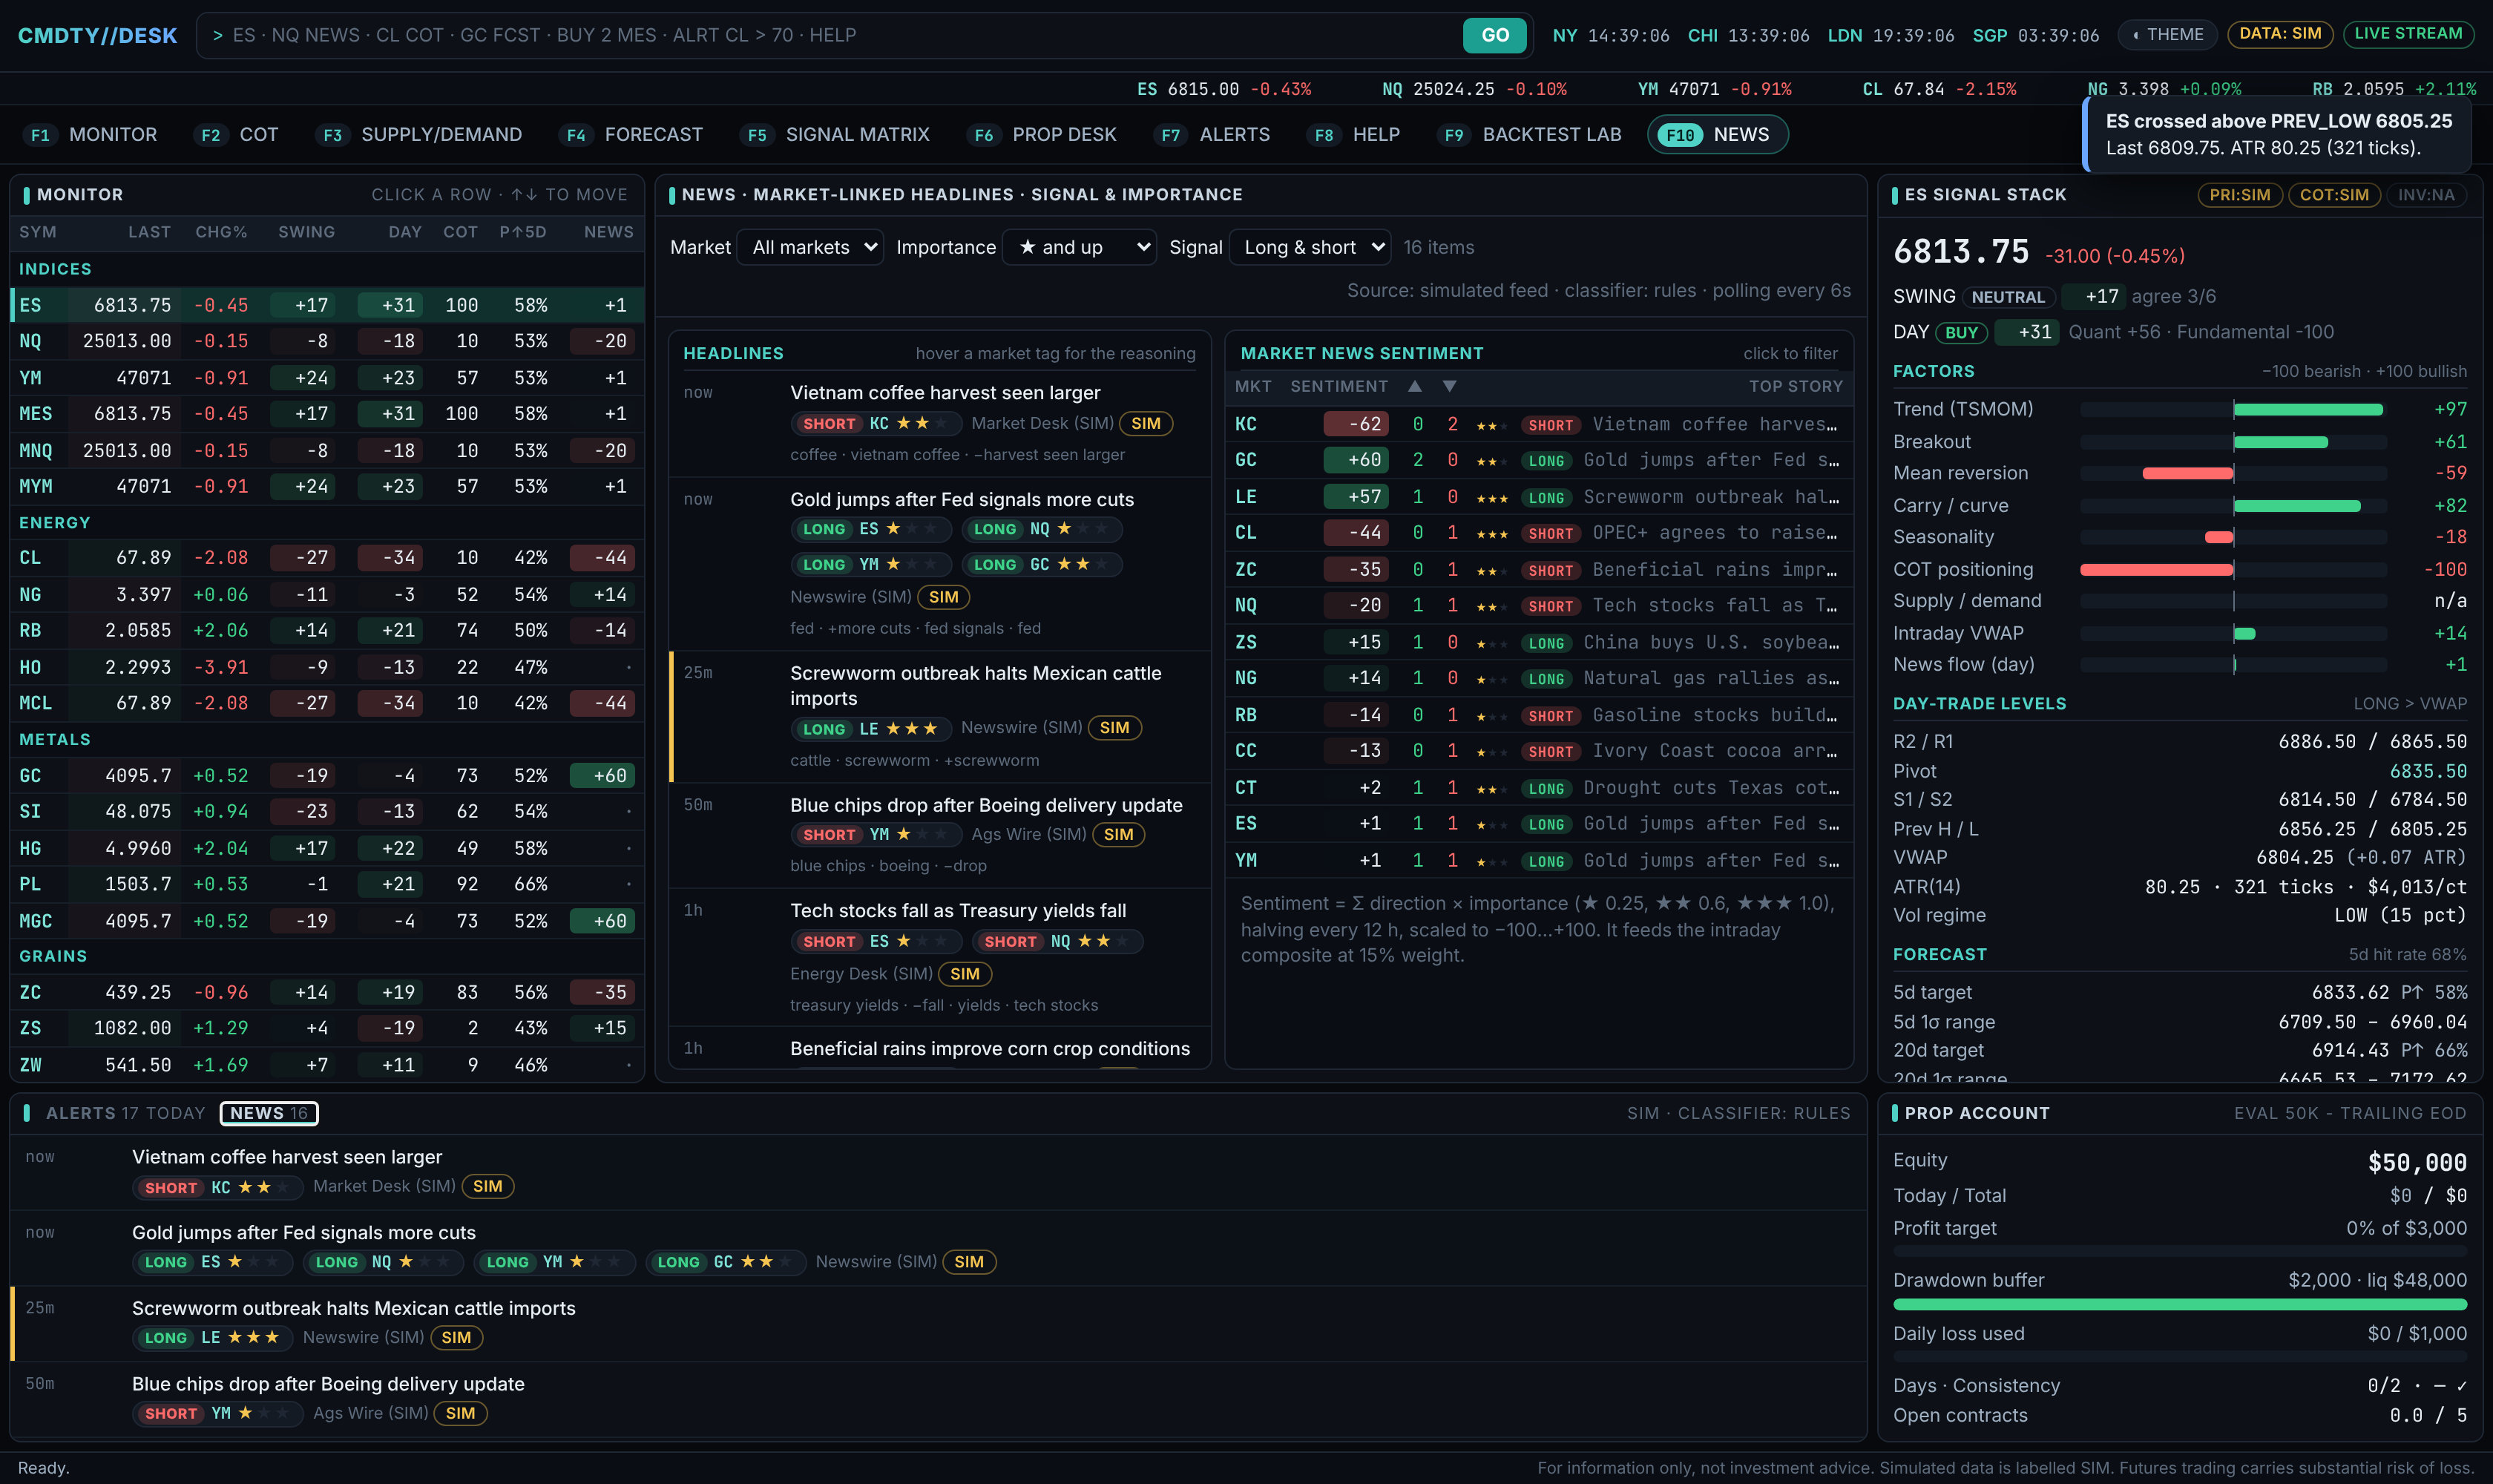 CMDTY//DESK
> ES · NQ NEWS · CL COT · GC FCST · BUY 2 MES · ALRT CL > 70 · HELP
GO
NY 14:39:06 CHI 13:39:06 LDN 19:39:06 SGP 03:39:06
THEME
DATA: SIM
LIVE STREAM
ES 6815.00 -0.43% NQ 25024.25 -0.10% YM 47071 -0.91% CL 67.84 -2.15% NG 3.398 +0.09% RB 2.0595 +2.11%
F1 MONITOR F2 COT F3 SUPPLY/DEMAND F4 FORECAST F5 SIGNAL MATRIX F6 PROP DESK F7 ALERTS F8 HELP F9 BACKTEST LAB F10 NEWS
ES crossed above PREV_LOW 6805.25
Last 6809.75. ATR 80.25 (321 ticks).
MONITOR CLICK A ROW · ↑↓ TO MOVE
SYM LAST CHG% SWING DAY COT P↑5D NEWS
INDICES
ES 6813.75 -0.45 +17 +31 100 58% +1
NQ 25013.00 -0.15 -8 -18 10 53% -20
YM 47071 -0.91 +24 +23 57 53% +1
MES 6813.75 -0.45 +17 +31 100 58% +1
MNQ 25013.00 -0.15 -8 -18 10 53% -20
MYM 47071 -0.91 +24 +23 57 53% +1
ENERGY
CL 67.89 -2.08 -27 -34 10 42% -44
NG 3.397 +0.06 -11 -3 52 54% +14
RB 2.0585 +2.06 +14 +21 74 50% -14
HO 2.2993 -3.91 -9 -13 22 47% ·
MCL 67.89 -2.08 -27 -34 10 42% -44
METALS
GC 4095.7 +0.52 -19 -4 73 52% +60
SI 48.075 +0.94 -23 -13 62 54% ·
HG 4.9960 +2.04 +17 +22 49 58% ·
PL 1503.7 +0.53 -1 +21 92 66% ·
MGC 4095.7 +0.52 -19 -4 73 52% +60
GRAINS
ZC 439.25 -0.96 +14 +19 83 56% -35
ZS 1082.00 +1.29 +4 -19 2 43% +15
ZW 541.50 +1.69 +7 +11 9 46% ·
NEWS · MARKET-LINKED HEADLINES · SIGNAL & IMPORTANCE
Market All markets Importance ★ and up Signal Long & short 16 items
Source: simulated feed · classifier: rules · polling every 6s
HEADLINES hover a market tag for the reasoning
now Vietnam coffee harvest seen larger
SHORT KC ★★★ Market Desk (SIM) SIM
coffee · vietnam coffee · −harvest seen larger
now Gold jumps after Fed signals more cuts
LONG ES ★★★ LONG NQ ★★★
LONG YM ★★★ LONG GC ★★★
Newswire (SIM) SIM
fed · +more cuts · fed signals · fed
25m Screwworm outbreak halts Mexican cattle
imports
LONG LE ★★★ Newswire (SIM) SIM
cattle · screwworm · +screwworm
50m Blue chips drop after Boeing delivery update
SHORT YM ★★★ Ags Wire (SIM) SIM
blue chips · boeing · −drop
1h Tech stocks fall as Treasury yields fall
SHORT ES ★★★ SHORT NQ ★★★
Energy Desk (SIM) SIM
treasury yields · −fall · yields · tech stocks
1h Beneficial rains improve corn crop conditions
MARKET NEWS SENTIMENT click to filter
MKT SENTIMENT ▲ ▼ TOP STORY
KC -62 0 2 ★★★ SHORT Vietnam coffee harves…
GC +60 2 0 ★★★ LONG Gold jumps after Fed s…
LE +57 1 0 ★★★ LONG Screwworm outbreak hal…
CL -44 0 1 ★★★ SHORT OPEC+ agrees to raise…
ZC -35 0 1 ★★★ SHORT Beneficial rains impr…
NQ -20 1 1 ★★★ SHORT Tech stocks fall as T…
ZS +15 1 0 ★★★ LONG China buys U.S. soybea…
NG +14 1 0 ★★★ LONG Natural gas rallies as…
RB -14 0 1 ★★★ SHORT Gasoline stocks build…
CC -13 0 1 ★★★ SHORT Ivory Coast cocoa arr…
CT +2 1 1 ★★★ LONG Drought cuts Texas cot…
ES +1 1 1 ★★★ LONG Gold jumps after Fed s…
YM +1 1 1 ★★★ LONG Gold jumps after Fed s…
Sentiment = Σ direction × importance (★ 0.25, ★★ 0.6, ★★★ 1.0),
halving every 12 h, scaled to −100…+100. It feeds the intraday
composite at 15% weight.
ES SIGNAL STACK PRI:SIM COT:SIM INV:NA
6813.75 -31.00 (-0.45%)
SWING NEUTRAL +17 agree 3/6
DAY BUY +31 Quant +56 · Fundamental -100
FACTORS −100 bearish · +100 bullish
Trend (TSMOM) +97
Breakout +61
Mean reversion -59
Carry / curve +82
Seasonality -18
COT positioning -100
Supply / demand n/a
Intraday VWAP +14
News flow (day) +1
DAY-TRADE LEVELS LONG > VWAP
R2 / R1 6886.50 / 6865.50
Pivot 6835.50
S1 / S2 6814.50 / 6784.50
Prev H / L 6856.25 / 6805.25
VWAP 6804.25 (+0.07 ATR)
ATR(14) 80.25 · 321 ticks · $4,013/ct
Vol regime LOW (15 pct)
FORECAST 5d hit rate 68%
5d target 6833.62 P↑ 58%
5d 1σ range 6709.50 – 6960.04
20d target 6914.43 P↑ 66%
20d 1σ range 6665.53 – 7172.62
ALERTS 17 TODAY NEWS 16 SIM · CLASSIFIER: RULES
now Vietnam coffee harvest seen larger
SHORT KC ★★★ Market Desk (SIM) SIM
now Gold jumps after Fed signals more cuts
LONG ES ★★★ LONG NQ ★★★ LONG YM ★★★ LONG GC ★★★ Newswire (SIM) SIM
25m Screwworm outbreak halts Mexican cattle imports
LONG LE ★★★ Newswire (SIM) SIM
50m Blue chips drop after Boeing delivery update
SHORT YM ★★★ Ags Wire (SIM) SIM
PROP ACCOUNT EVAL 50K - TRAILING EOD
Equity $50,000
Today / Total $0 / $0
Profit target 0% of $3,000
Drawdown buffer $2,000 · liq $48,000
Daily loss used $0 / $1,000
Days · Consistency 0/2 · — ✓
Open contracts 0.0 / 5
Ready.
For information only, not investment advice. Simulated data is labelled SIM. Futures trading carries substantial risk of loss.